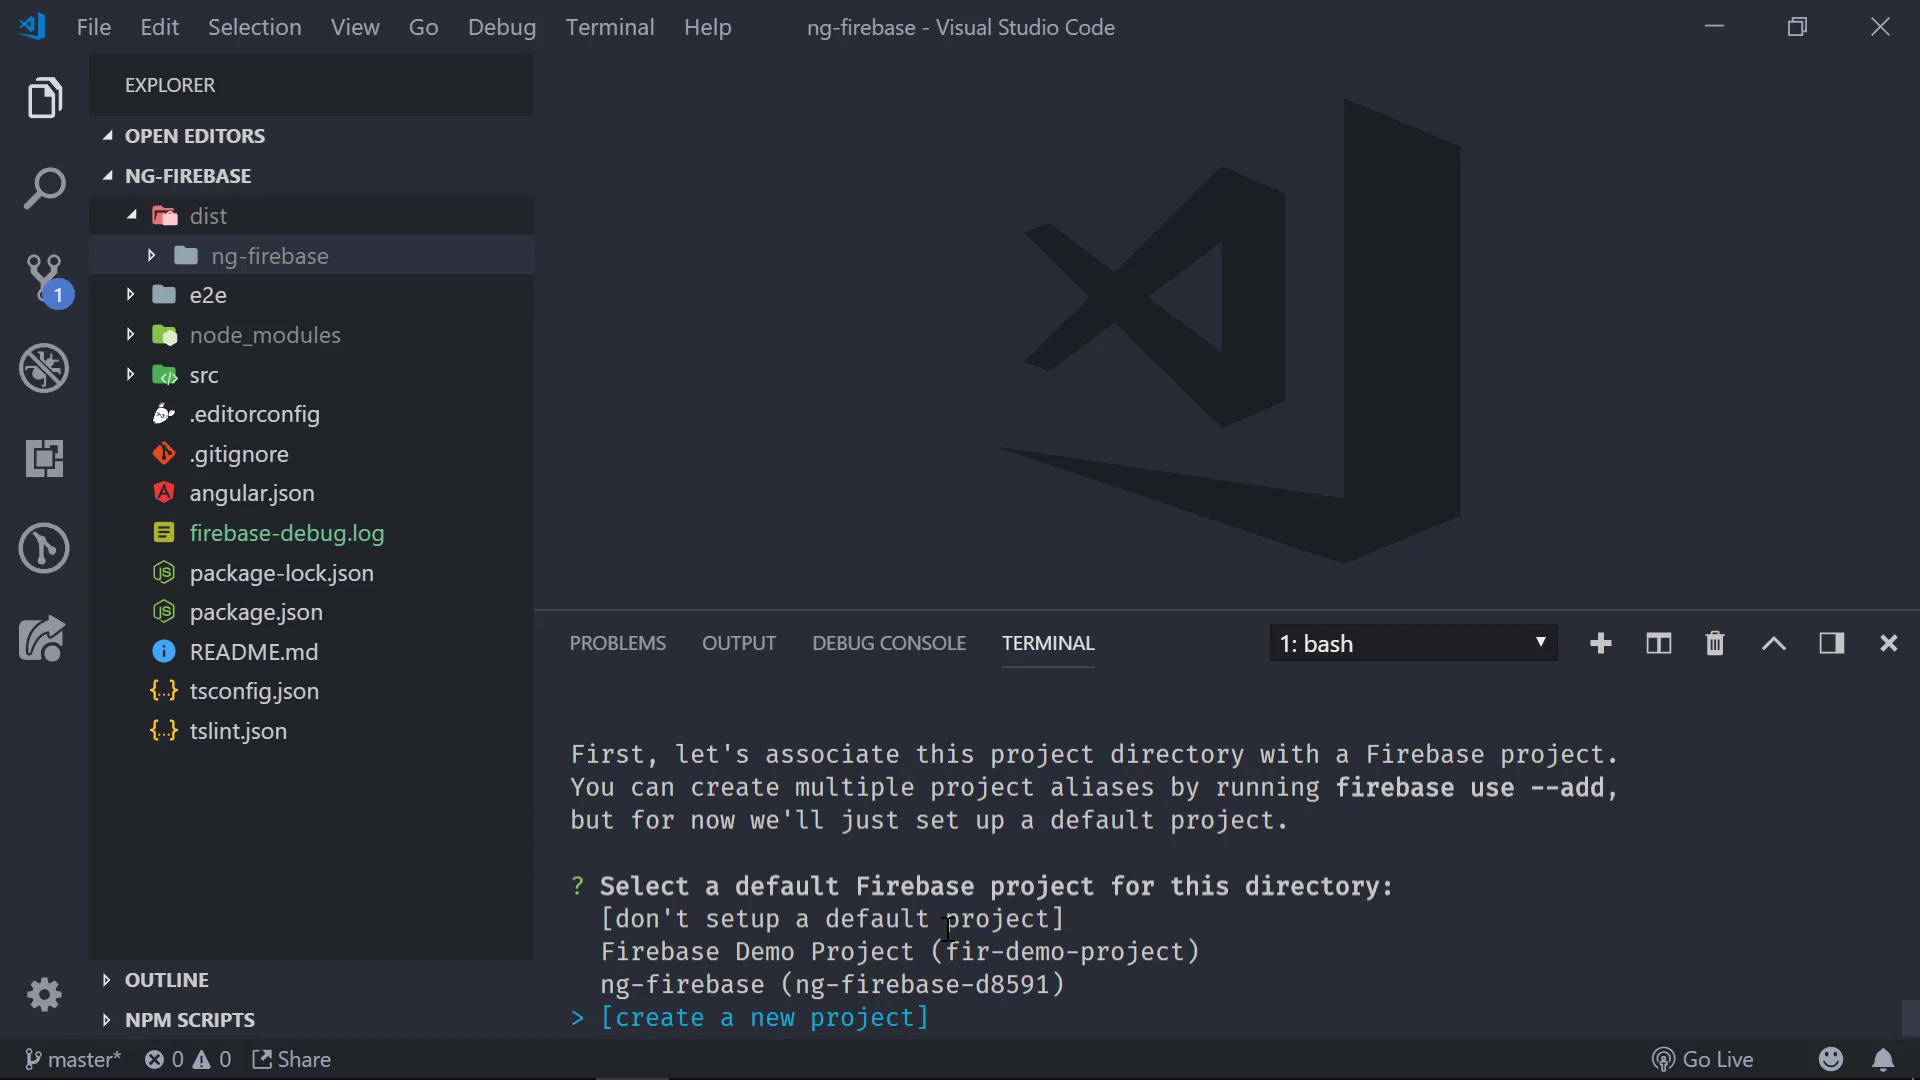 File Edit Selection View Go Debug Terminal Help
ng-firebase - Visual Studio Code
EXPLORER
OPEN EDITORS
NG-FIREBASE
dist
ng-firebase
e2e
node_modules
src
.editorconfig
.gitignore
angular.json
firebase-debug.log
package-lock.json
package.json
README.md
tsconfig.json
tslint.json
OUTLINE
NPM SCRIPTS
1
PROBLEMS OUTPUT DEBUG CONSOLE TERMINAL
1: bash
First, let's associate this project directory with a Firebase project.
You can create multiple project aliases by running firebase use --add,
but for now we'll just set up a default project.
? Select a default Firebase project for this directory:
[don't setup a default project]
Firebase Demo Project (fir-demo-project)
ng-firebase (ng-firebase-d8591)
> [create a new project]
master* 0 0 Share
Go Live